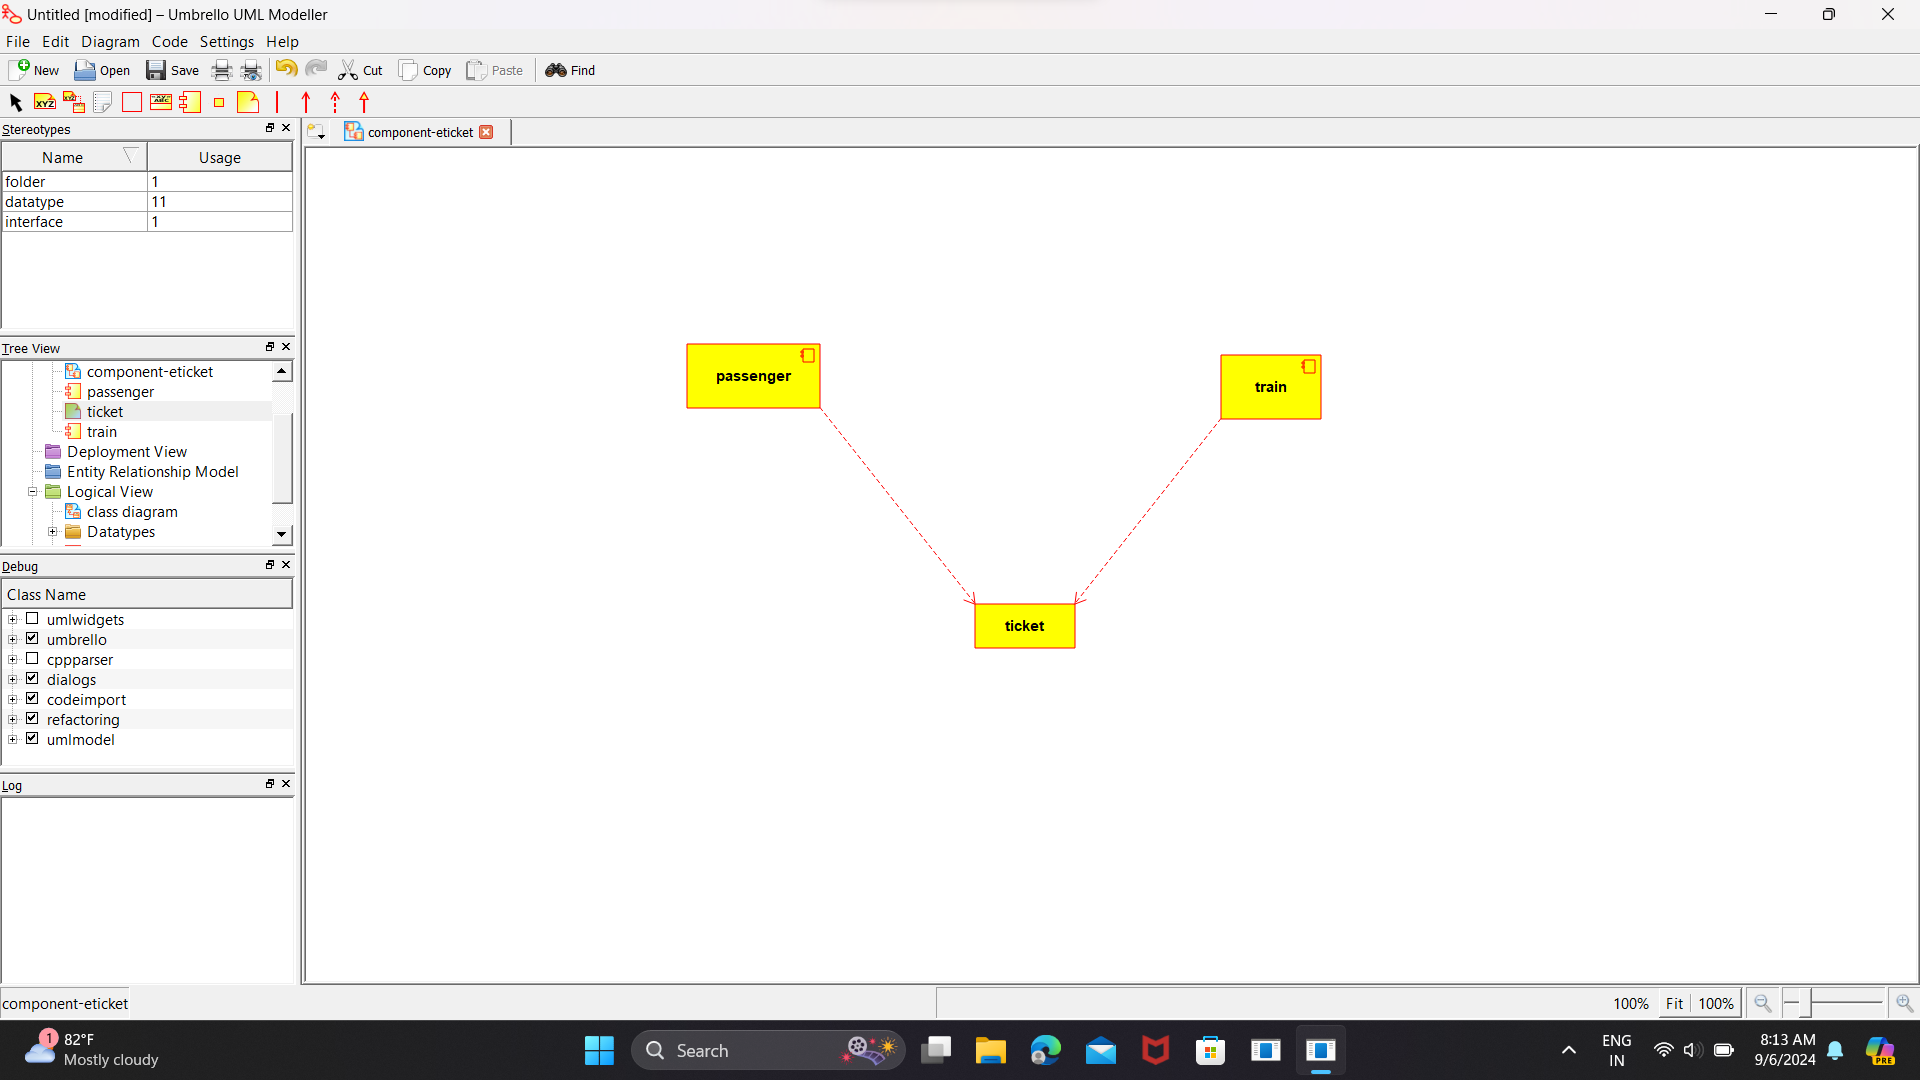 Untitled [modified] – Umbrello UML Modeller
File Edit Diagram Code Settings Help
New Open Save Cut Copy Paste Find
XYZ XYZ ABC
Stereotypes
component-eticket
Name Usage
folder 1
datatype 11
interface 1
Tree View
component-eticket
passenger
ticket
train
Deployment View
Entity Relationship Model
Logical View
class diagram
Datatypes
passenger
train
ticket
Debug
Class Name
umlwidgets
umbrello
cppparser
dialogs
codeimport
refactoring
umlmodel
Log
component-eticket
100% Fit 100%
1
82°F
Mostly cloudy
Search
ENG
IN
8:13 AM
9/6/2024
PRE